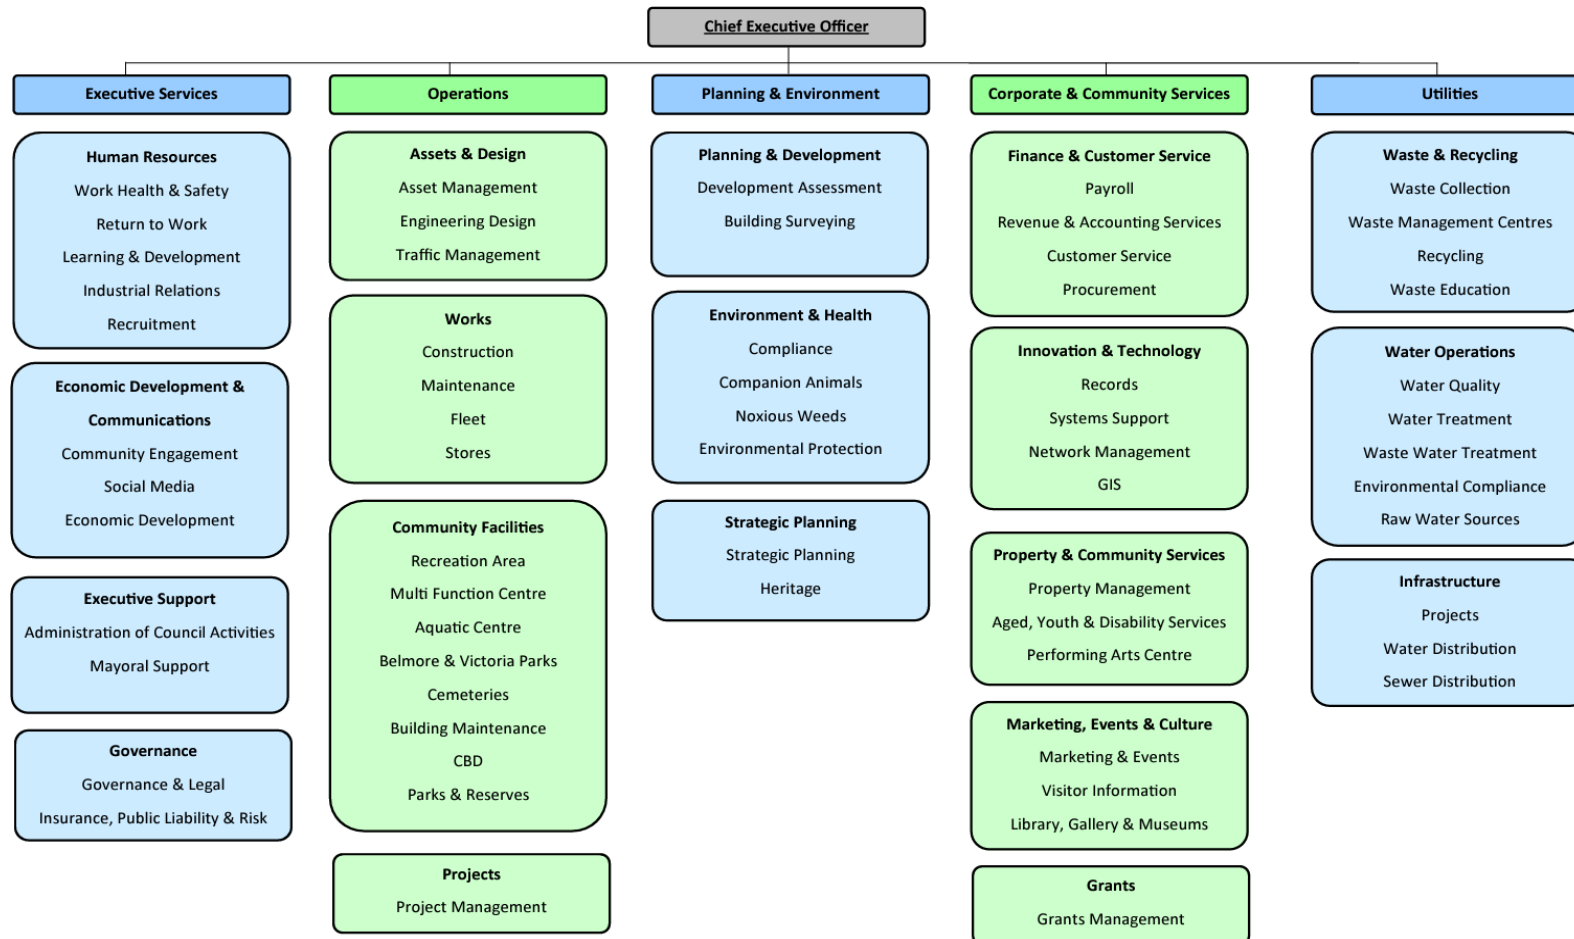 Chief Executive Officer
Executive Services
Operations
Planning & Environment
Corporate & Community Services
Utilities
Human Resources
Work Health & Safety
Return to Work
Learning & Development
Industrial Relations
Recruitment
Economic Development &
Communications
Community Engagement
Social Media
Economic Development
Executive Support
Administration of Council Activities
Mayoral Support
Governance
Governance & Legal
Insurance, Public Liability & Risk
Assets & Design
Asset Management
Engineering Design
Traffic Management
Works
Construction
Maintenance
Fleet
Stores
Community Facilities
Recreation Area
Multi Function Centre
Aquatic Centre
Belmore & Victoria Parks
Cemeteries
Building Maintenance
CBD
Parks & Reserves
Projects
Project Management
Planning & Development
Development Assessment
Building Surveying
Environment & Health
Compliance
Companion Animals
Noxious Weeds
Environmental Protection
Strategic Planning
Strategic Planning
Heritage
Finance & Customer Service
Payroll
Revenue & Accounting Services
Customer Service
Procurement
Innovation & Technology
Records
Systems Support
Network Management
GIS
Property & Community Services
Property Management
Aged, Youth & Disability Services
Performing Arts Centre
Marketing, Events & Culture
Marketing & Events
Visitor Information
Library, Gallery & Museums
Grants
Grants Management
Waste & Recycling
Waste Collection
Waste Management Centres
Recycling
Waste Education
Water Operations
Water Quality
Water Treatment
Waste Water Treatment
Environmental Compliance
Raw Water Sources
Infrastructure
Projects
Water Distribution
Sewer Distribution